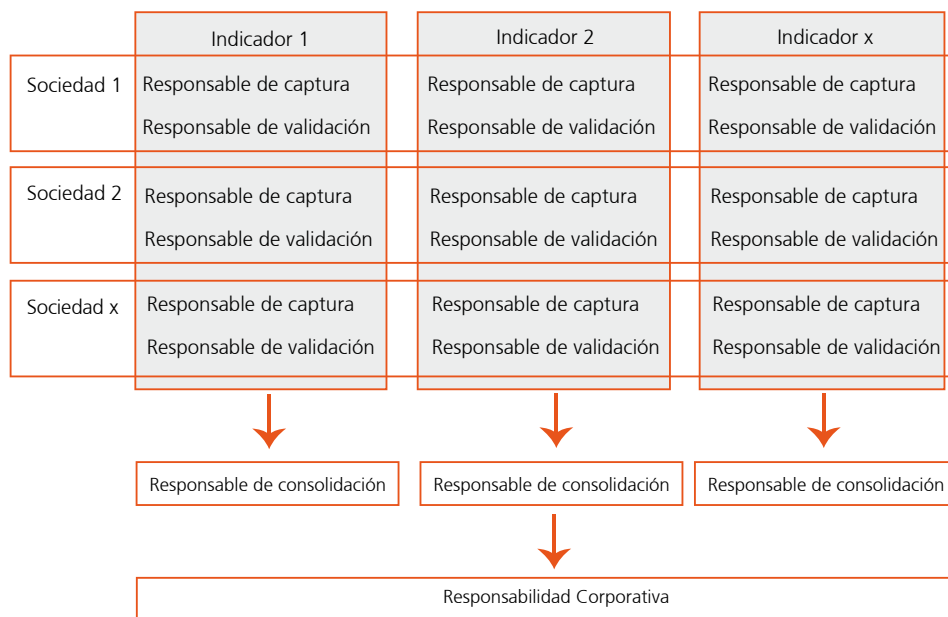 Indicador 1
Indicador 2
Indicador x
Sociedad 1
Responsable de captura
Responsable de captura
Responsable de captura
Responsable de validación
Responsable de validación
Responsable de validación
Sociedad 2
Responsable de captura
Responsable de captura
Responsable de captura
Responsable de validación
Responsable de validación
Responsable de validación
Sociedad x
Responsable de captura
Responsable de captura
Responsable de captura
Responsable de validación
Responsable de validación
Responsable de validación
Responsable de consolidación
Responsable de consolidación
Responsable de consolidación
Responsabilidad Corporativa